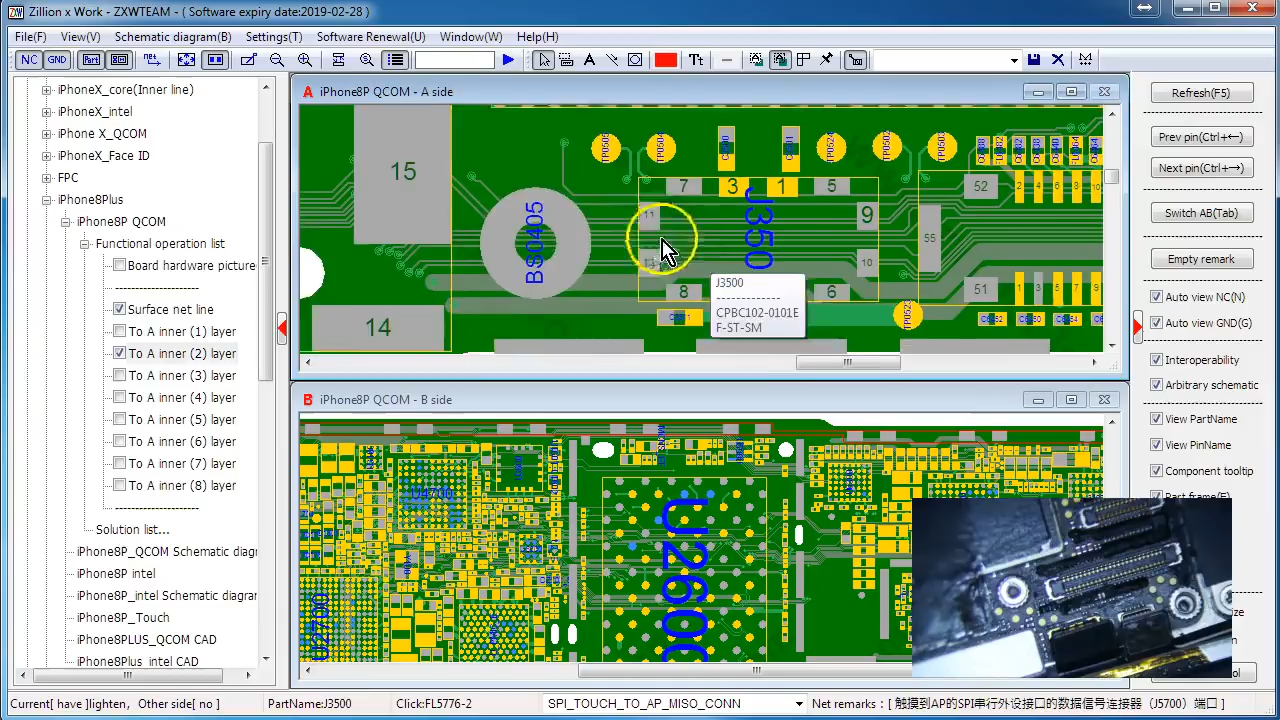 Zillion x Work - ZXWTEAM - ( Software expiry date:2019-02-28 )
File(F) View(V) Schematic diagram(B) Settings(T) Software Renewal(U) Window(W) Help(H)
NC GND Part net.. A Tt
iPhoneX_core(Inner line)
iPhoneX_intel
iPhone X_QCOM
iPhoneX_Face ID
FPC
iPhone8Plus
iPhone8P QCOM
Functional operation list
Board hardware picture
Surface net line
To A inner (1) layer
To A inner (2) layer
To A inner (3) layer
To A inner (4) layer
To A inner (5) layer
To A inner (6) layer
To A inner (7) layer
To A inner (8) layer
Solution list...
iPhone8P_QCOM Schematic diagr
iPhone8P intel
iPhone8P_intel Schematic diagrar
iPhone8P_Touch
iPhone8PLUS_QCOM CAD
iPhone8Plus intel CAD
A iPhone8P QCOM - A side
15
BS0405
14
7 3 1 5
11 9
10
8 6
J350
52
55
51
J3500
CPBC102-0101E
F-ST-SM
B iPhone8P QCOM - B side
U2600
Refresh(F5)
Prev pin(Ctrl+←)
Next pin(Ctrl+→)
Switch AB(Tab)
Empty remark
Auto view NC(N)
Auto view GND(G)
Interoperability
Arbitrary schematic
View PartName
View PinName
Component tooltip
Part frame(F)
Current[ have ]lighten, Other side[ no ] PartName:J3500 Click:FL5776-2 SPI_TOUCH_TO_AP_MISO_CONN Net remarks: [ 触摸到AP的SPI串行外设接口的数据信号连接器（J5700）端口 ]